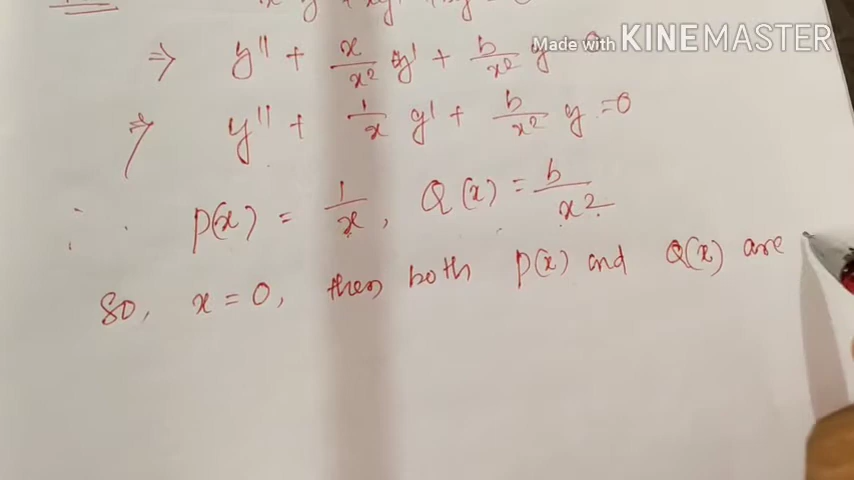 ⇒ y'' + x/x² y' + b/x² y = 0
Made with KINEMASTER
⇒ y'' + 1/x y' + b/x² y = 0
∴ P(x) = 1/x, Q(x) = b/x²
So, x = 0, then both P(x) and Q(x) are